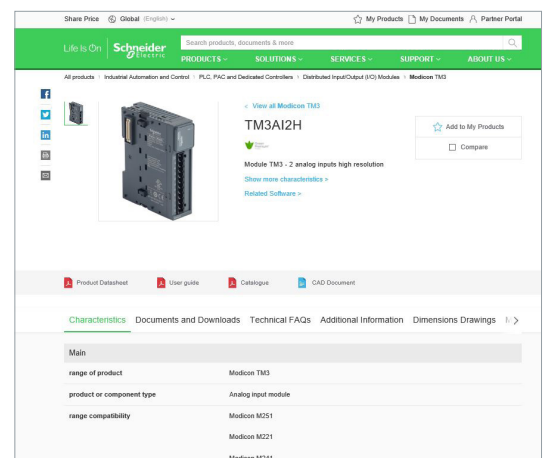 Share Price Global (English) My Products My Documents Partner Portal
Life Is On Schneider Electric
Search products, documents & more
PRODUCTS SOLUTIONS SERVICES SUPPORT ABOUT US
All products > Industrial Automation and Control > PLC, PAC and Dedicated Controllers > Distributed Input/Output (I/O) Modules > Modicon TM3
< View all Modicon TM3
TM3AI2H
Add to My Products
Compare
Module TM3 - 2 analog inputs high resolution
Show more characteristics >
Related Software >
Product Datasheet User guide Catalogue CAD Document
Characteristics Documents and Downloads Technical FAQs Additional Information Dimensions Drawings
Main
range of product Modicon TM3
product or component type Analog input module
range compatibility Modicon M251
Modicon M221
Modicon M241